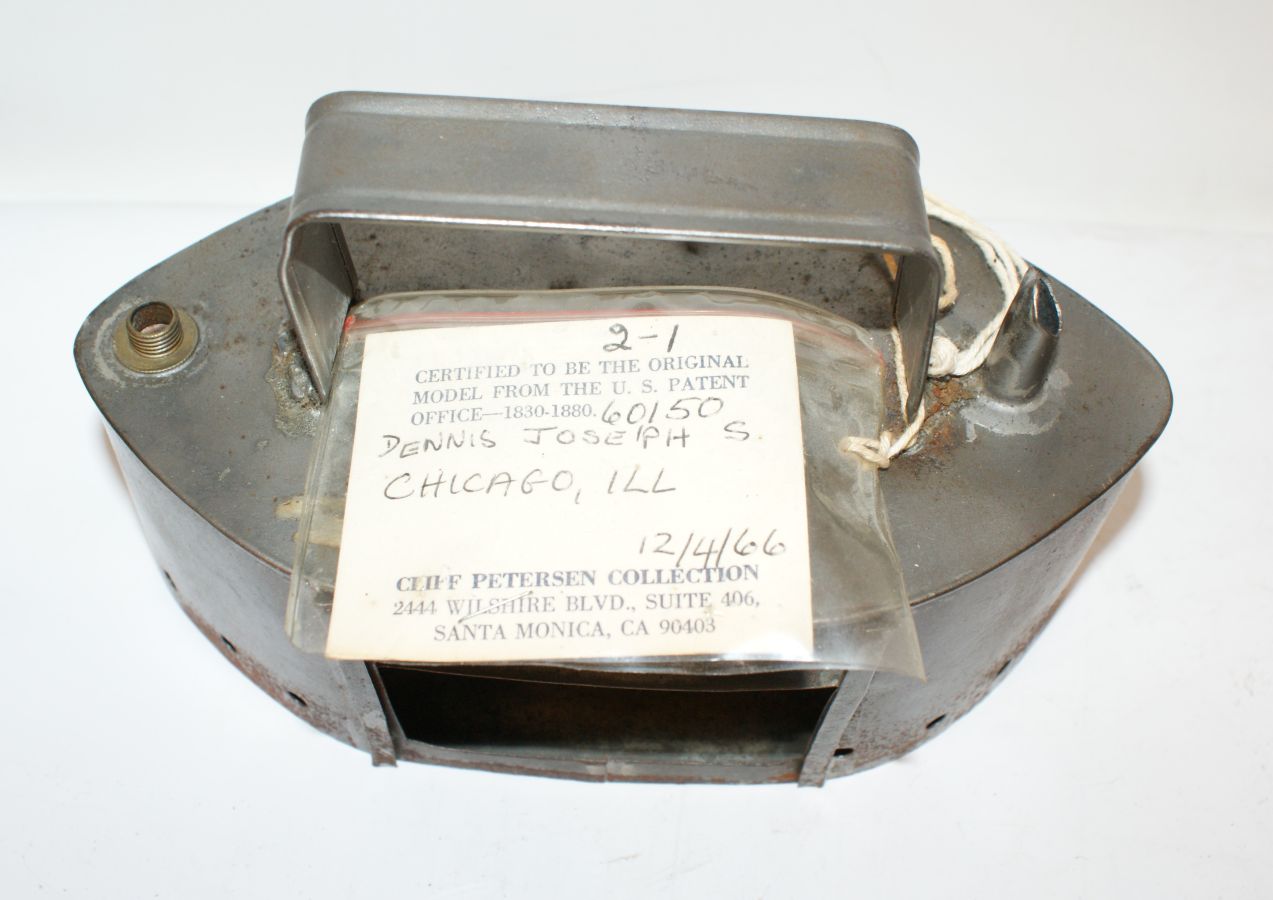 2-1
CERTIFIED TO BE THE ORIGINAL
MODEL FROM THE U. S. PATENT
OFFICE—1830-1880. 60150
DENNIS JOSEPH S.
CHICAGO, ILL
12/4/66
CLIFF PETERSEN COLLECTION
2444 WILSHIRE BLVD., SUITE 406,
SANTA MONICA, CA 90403